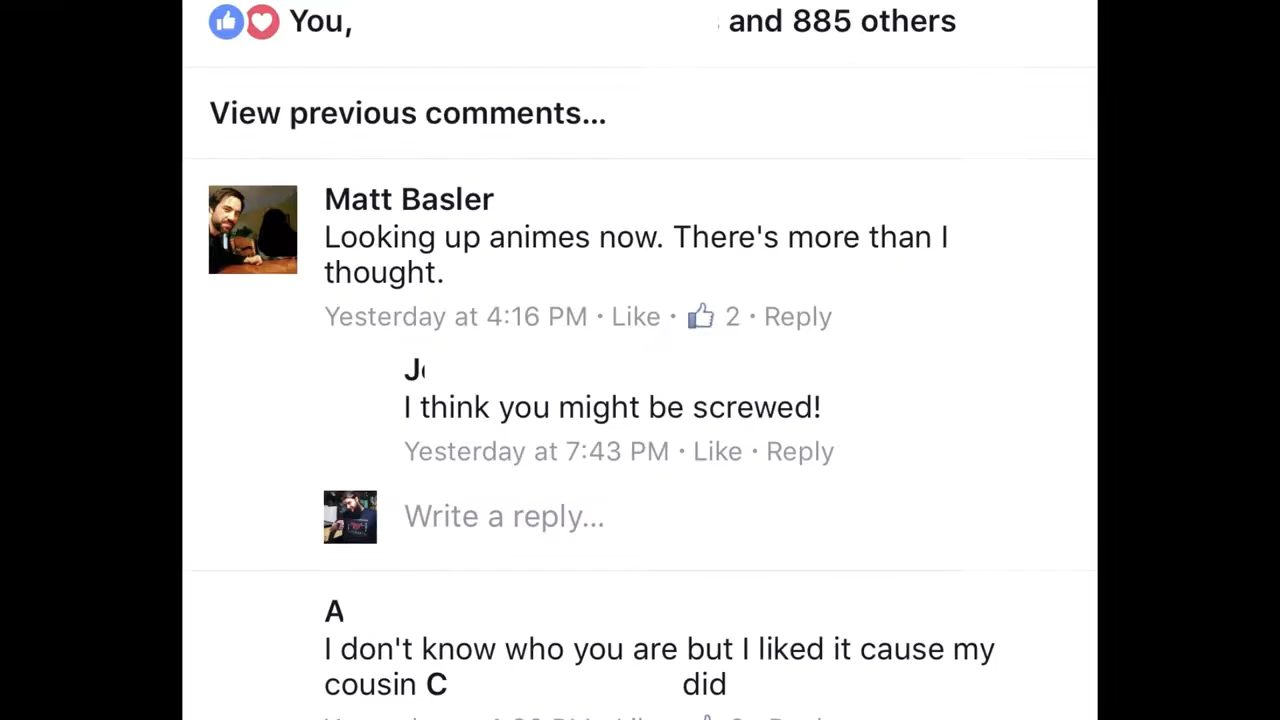 You, and 885 others
View previous comments...
Matt Basler
Looking up animes now. There's more than I
thought.
Yesterday at 4:16 PM · Like · 2 · Reply
I think you might be screwed!
Yesterday at 7:43 PM · Like · Reply
Write a reply...
A
I don't know who you are but I liked it cause my
cousin C did